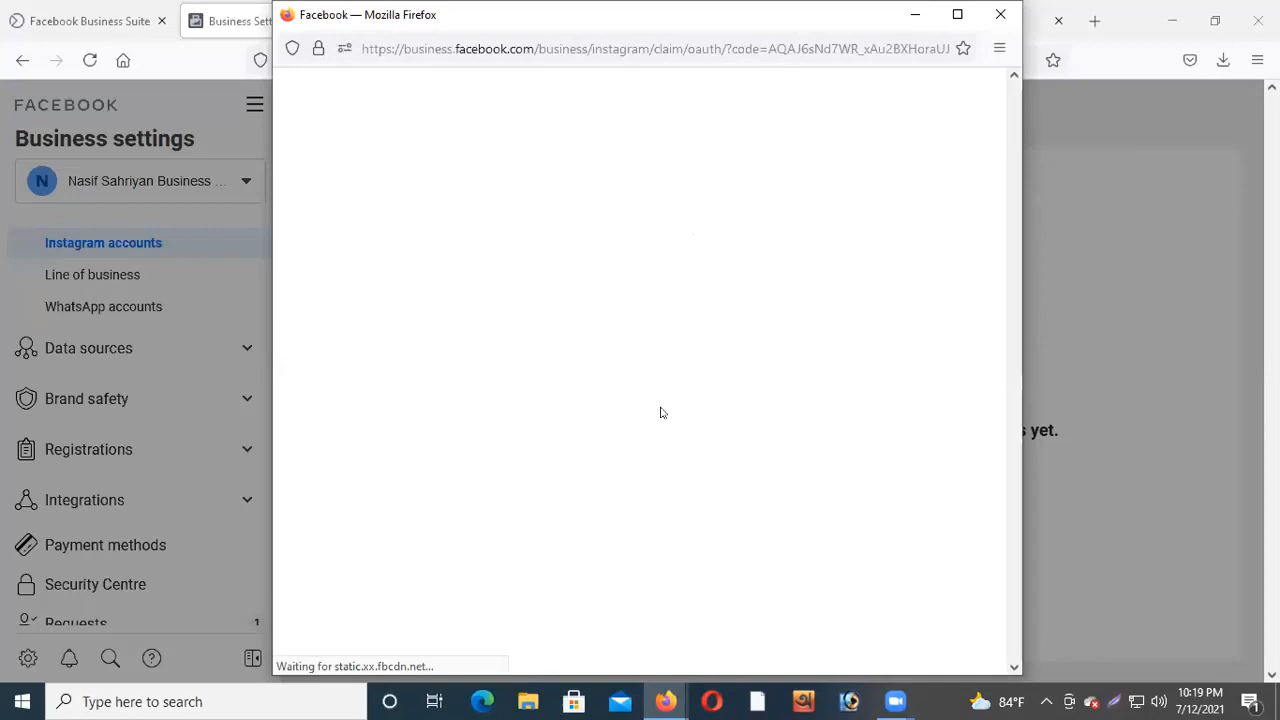 Facebook Business Suite
Business Sett
Facebook — Mozilla Firefox
https://business.facebook.com/business/instagram/claim/oauth/?code=AQAJ6sNd7WR_xAu2BXHoraUJ
FACEBOOK
Business settings
N
Nasif Sahriyan Business ...
Instagram accounts
Line of business
WhatsApp accounts
Data sources
Brand safety
s yet.
Registrations
Integrations
Payment methods
Security Centre
Requests
1
Waiting for static.xx.fbcdn.net...
Type here to search
84°F
10:19 PM
7/12/2021
1